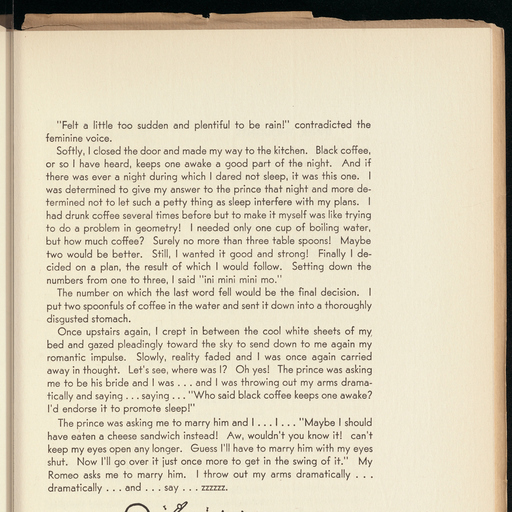 "Felt a little too sudden and plentiful to be rain!" contradicted the
feminine voice.
Softly, I closed the door and made my way to the kitchen. Black coffee,
or so I have heard, keeps one awake a good part of the night. And if
there was ever a night during which I dared not sleep, it was this one. I
was determined to give my answer to the prince that night and more de-
termined not to let such a petty thing as sleep interfere with my plans. I
had drunk coffee several times before but to make it myself was like trying
to do a problem in geometry! I needed only one cup of boiling water,
but how much coffee? Surely no more than three table spoons! Maybe
two would be better. Still, I wanted it good and strong! Finally I de-
cided on a plan, the result of which I would follow. Setting down the
numbers from one to three, I said "ini mini mini mo."
The number on which the last word fell would be the final decision. I
put two spoonfuls of coffee in the water and sent it down into a thoroughly
disgusted stomach.
Once upstairs again, I crept in between the cool white sheets of my
bed and gazed pleadingly toward the sky to send down to me again my
romantic impulse. Slowly, reality faded and I was once again carried
away in thought. Let's see, where was I? Oh yes! The prince was asking
me to be his bride and I was . . . and I was throwing out my arms drama-
tically and saying . . . saying . . . "Who said black coffee keeps one awake?
I'd endorse it to promote sleep!"
The prince was asking me to marry him and I . . . I . . . "Maybe I should
have eaten a cheese sandwich instead! Aw, wouldn't you know it! can't
keep my eyes open any longer. Guess I'll have to marry him with my eyes
shut. Now I'll go over it just once more to get in the swing of it." My
Romeo asks me to marry him. I throw out my arms dramatically . . .
dramatically . . . and . . . say . . . zzzzzz.